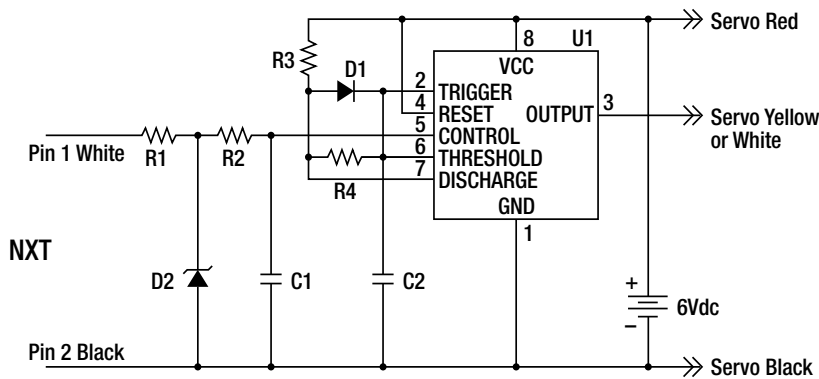 Servo Red
8
U1
R3
VCC
D1
2
TRIGGER
4
RESET
OUTPUT
3
Servo Yellow
or White
5
CONTROL
Pin 1 White
R1
R2
6
THRESHOLD
7
DISCHARGE
R4
GND
1
NXT
D2
C1
C2
+
6Vdc
–
Pin 2 Black
Servo Black